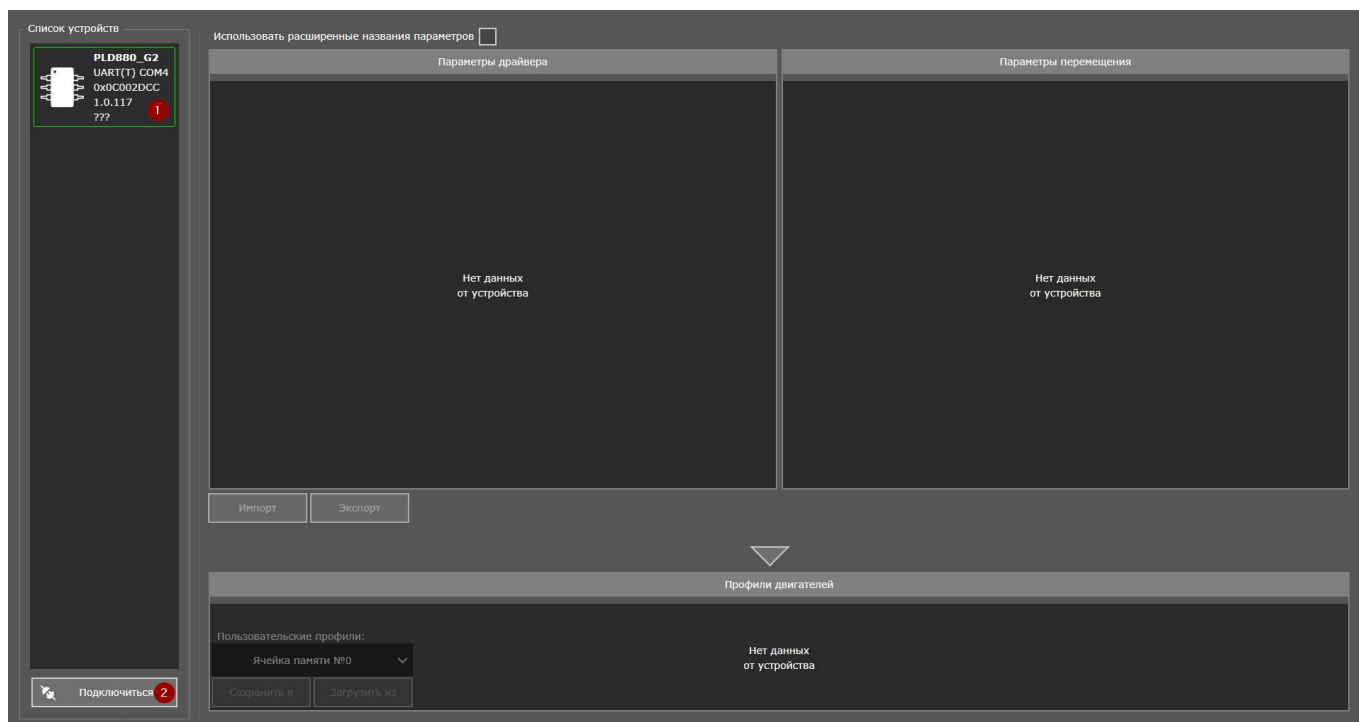 Список устройств
PLD880_G2
UART(T) COM4
0x0C002DCC
1.0.117
???
1
Подключиться
2
Использовать расширенные названия параметров
Параметры драйвера
Нет данных
от устройства
Параметры перемещения
Нет данных
от устройства
Импорт
Экспорт
Профили двигателей
Пользовательские профили:
Ячейка памяти №0
Сохранить в
Загрузить из
Нет данных
от устройства